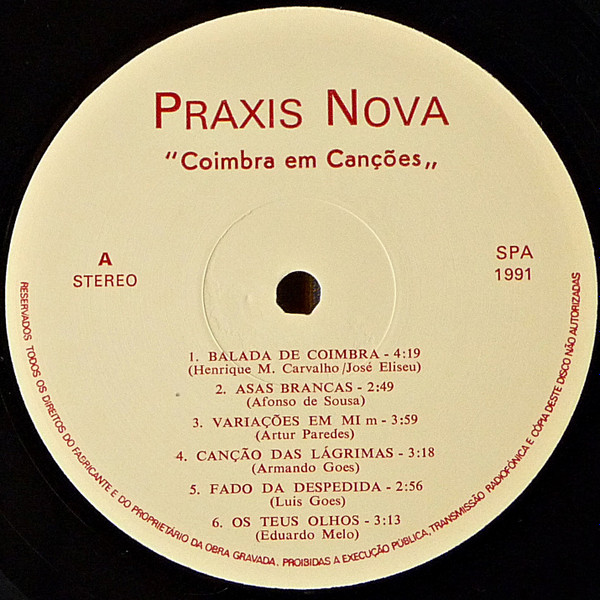 PRAXIS NOVA
"Coimbra em Canções„
A
STEREO
SPA
1991
1. BALADA DE COIMBRA - 4:19
(Henrique M. Carvalho/José Eliseu)
2. ASAS BRANCAS - 2:49
(Afonso de Sousa)
3. VARIAÇÕES EM MI m - 3:59
(Artur Paredes)
4. CANÇÃO DAS LÁGRIMAS - 3:18
(Armando Goes)
5. FADO DA DESPEDIDA - 2:56
(Luis Goes)
6. OS TEUS OLHOS - 3:13
(Eduardo Melo)
RESERVADOS TODOS OS DIREITOS DO FABRICANTE E DO PROPRIETÁRIO DA OBRA GRAVADA. PROIBIDAS A EXECUÇÃO PÚBLICA, TRANSMISSÃO RADIOFÓNICA E CÓPIA DESTE DISCO NÃO AUTORIZADAS